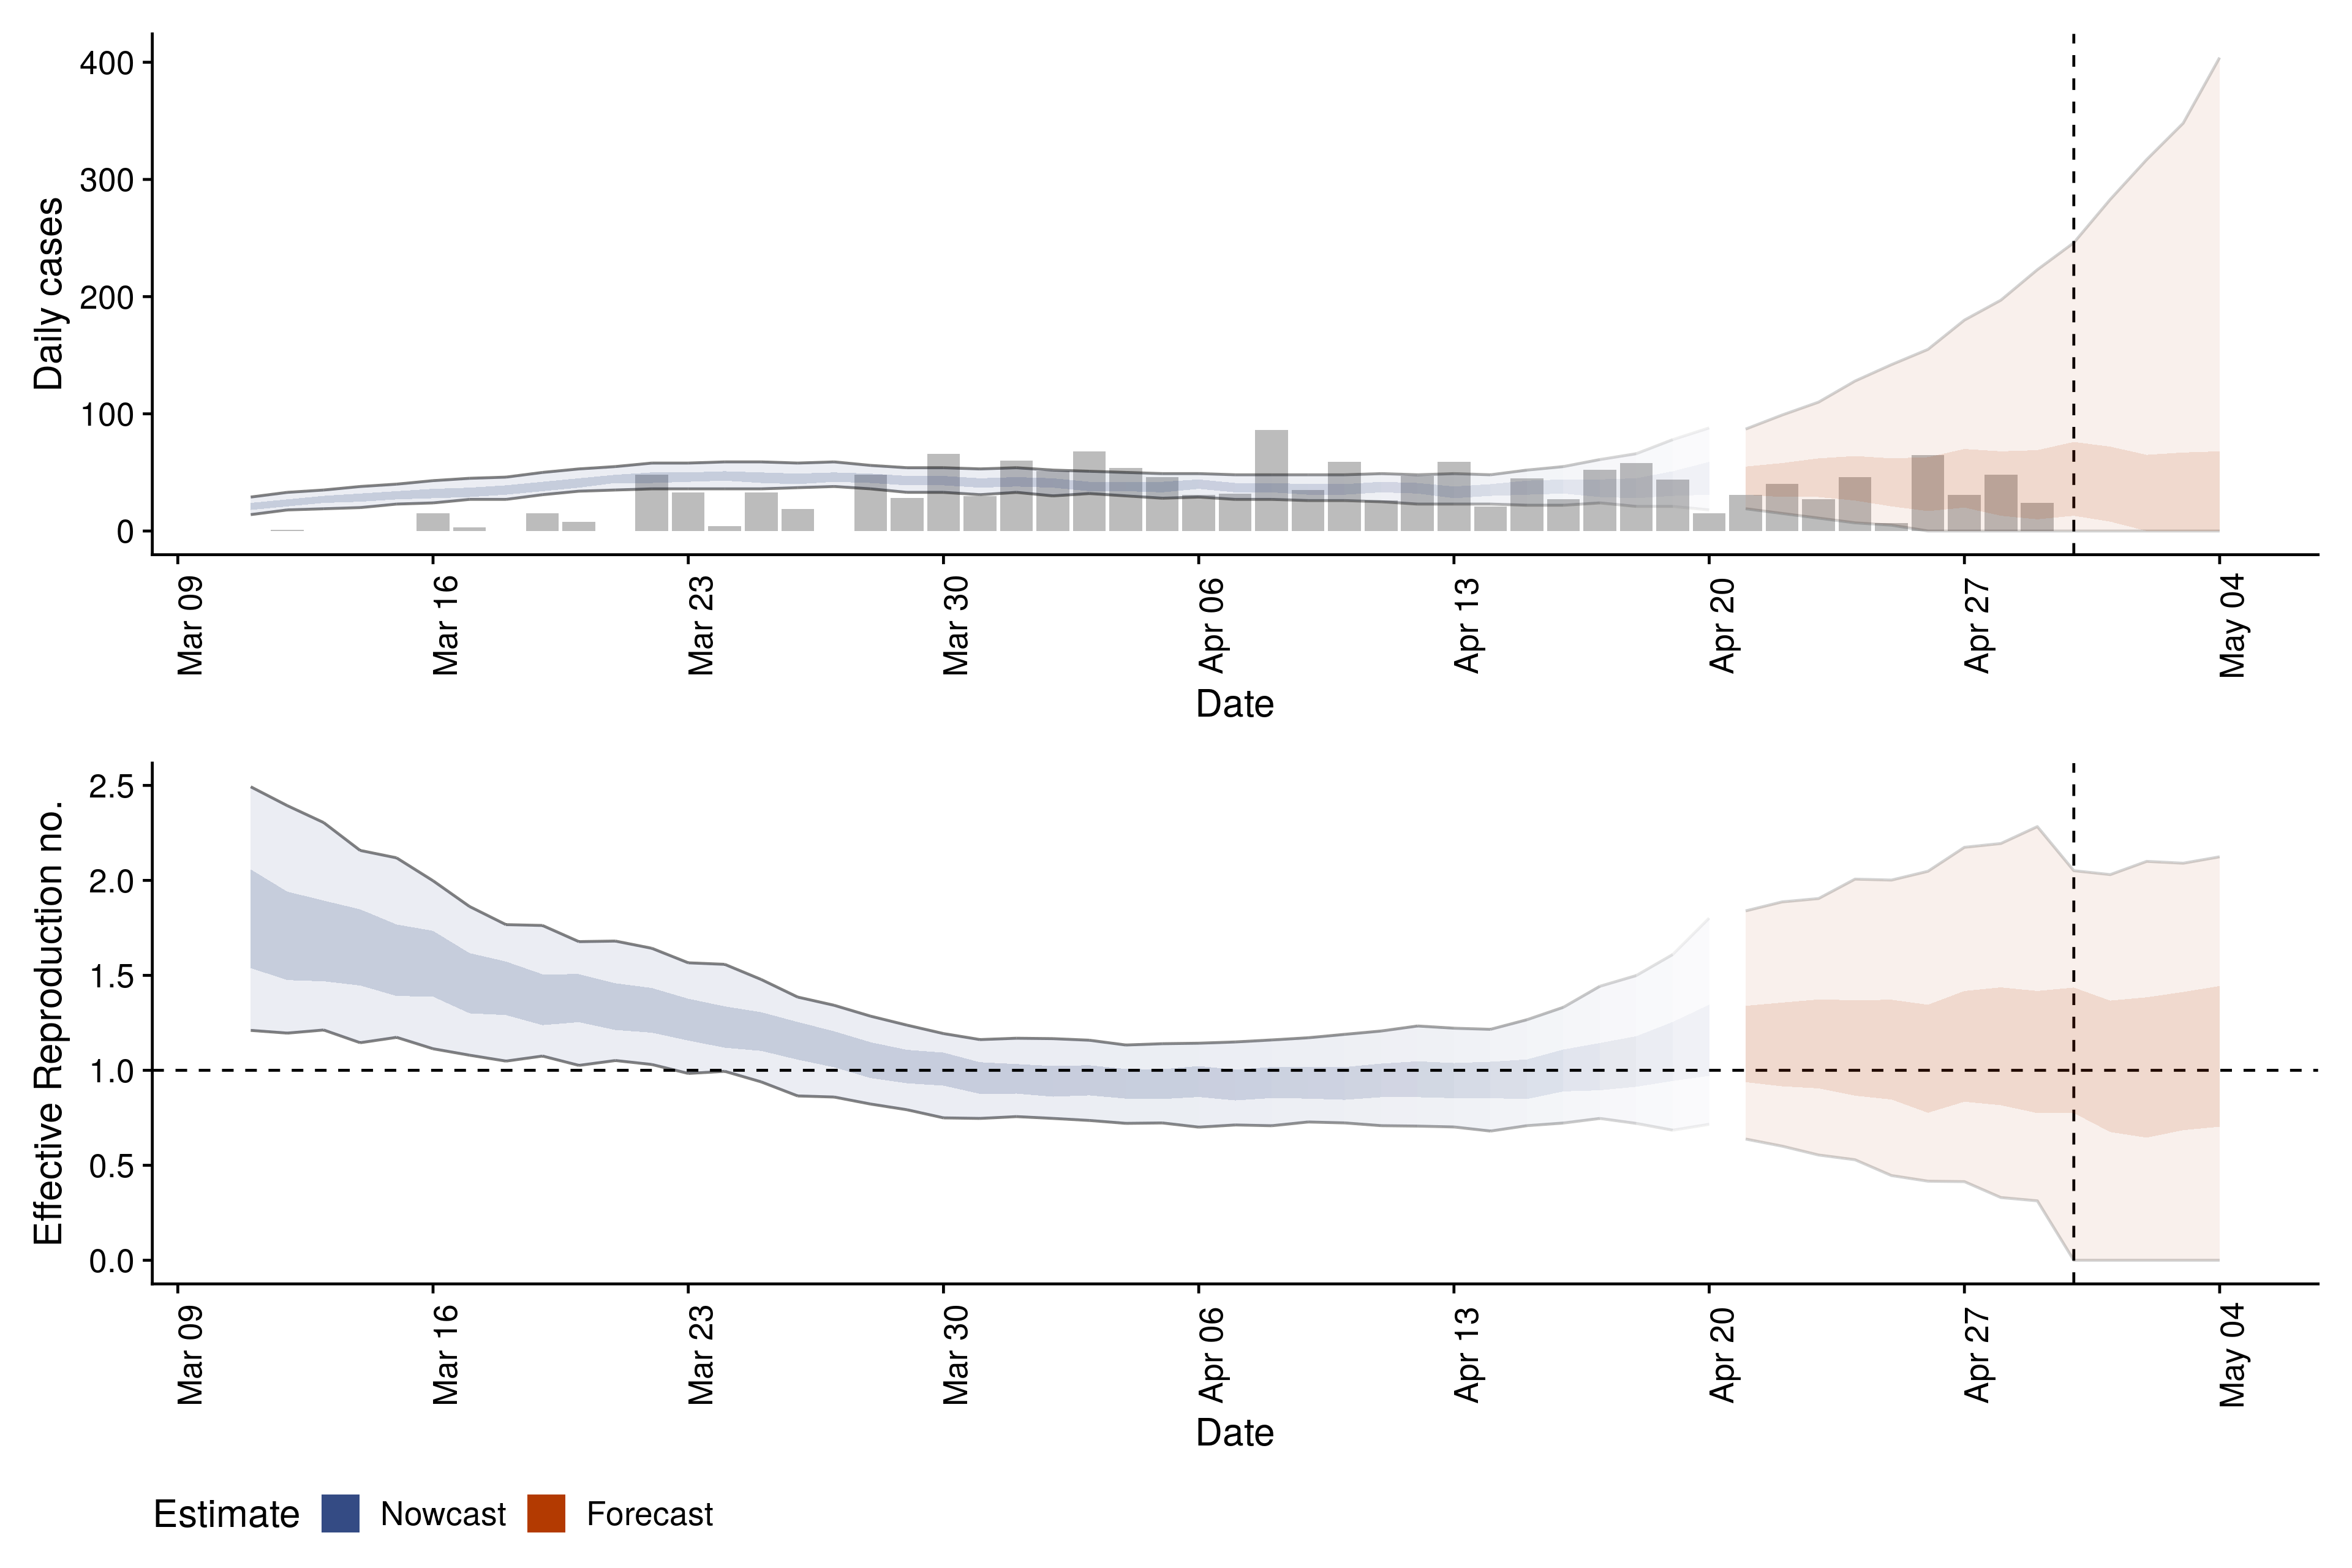 400
300
200
100
0
Daily cases
Mar 09
Mar 16
Mar 23
Mar 30
Apr 06
Apr 13
Apr 20
Apr 27
May 04
Date
2.5
2.0
1.5
1.0
0.5
0.0
Effective Reproduction no.
Mar 09
Mar 16
Mar 23
Mar 30
Apr 06
Apr 13
Apr 20
Apr 27
May 04
Date
Estimate Nowcast Forecast